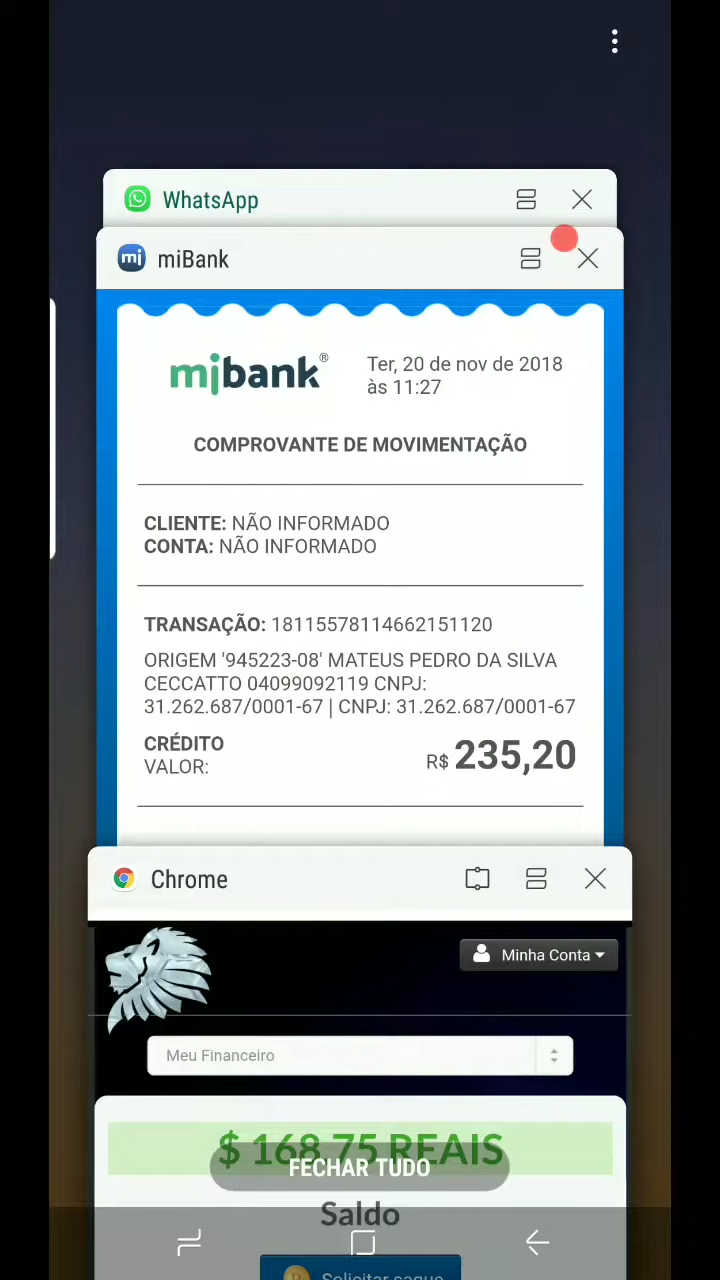 WhatsApp
mi miBank
mibank®
Ter, 20 de nov de 2018
às 11:27
COMPROVANTE DE MOVIMENTAÇÃO
CLIENTE: NÃO INFORMADO
CONTA: NÃO INFORMADO
TRANSAÇÃO: 18115578114662151120
ORIGEM '945223-08' MATEUS PEDRO DA SILVA
CECCATTO 04099092119 CNPJ:
31.262.687/0001-67 | CNPJ: 31.262.687/0001-67
CRÉDITO
VALOR:
R$ 235,20
Chrome
Minha Conta
Meu Financeiro
$ 168.75 REAIS
FECHAR TUDO
Saldo
Solicitar saque